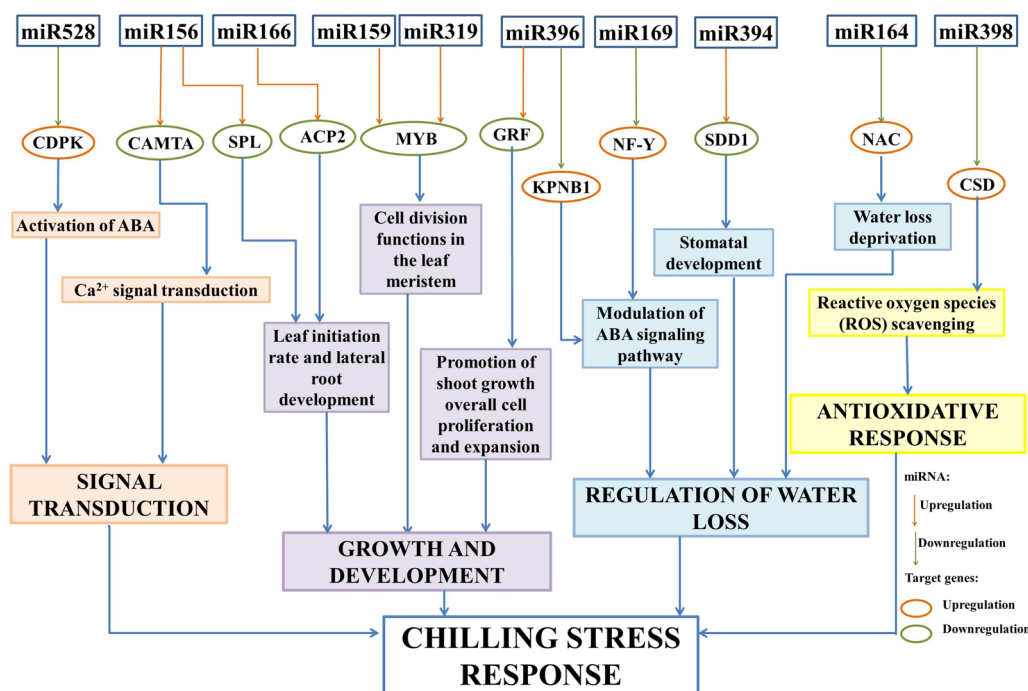 miR528
miR156
miR166
miR159
miR319
miR396
miR169
miR394
miR164
miR398
CDPK
CAMTA
SPL
ACP2
MYB
GRF
KPNB1
NF-Y
SDD1
NAC
CSD
Activation of ABA
Ca²⁺ signal transduction
Leaf initiation
rate and lateral
root
development
Cell division
functions in
the leaf
meristem
Promotion of
shoot growth
overall cell
proliferation
and expansion
Modulation of
ABA signaling
pathway
Stomatal
development
Water loss
deprivation
Reactive oxygen species
(ROS) scavenging
ANTIOXIDATIVE
RESPONSE
SIGNAL
TRANSDUCTION
GROWTH AND
DEVELOPMENT
REGULATION OF WATER
LOSS
CHILLING STRESS
RESPONSE
miRNA:
Upregulation
Downregulation
Target genes:
Upregulation
Downregulation